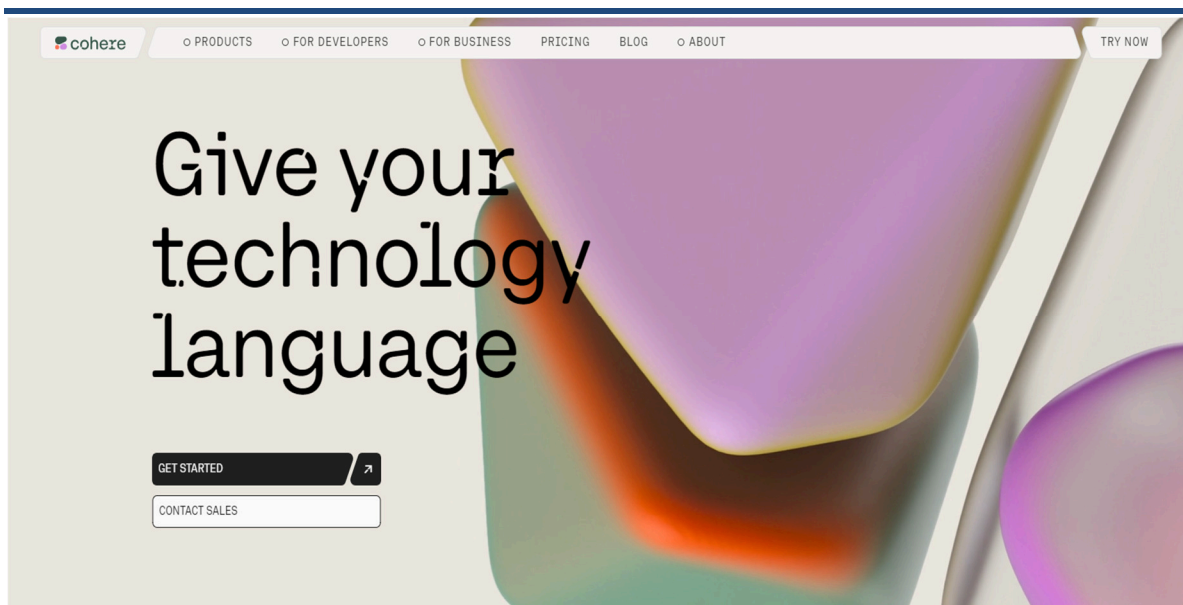 cohere
PRODUCTS FOR DEVELOPERS FOR BUSINESS PRICING BLOG ABOUT
TRY NOW
Give your
technology
language
GET STARTED
CONTACT SALES